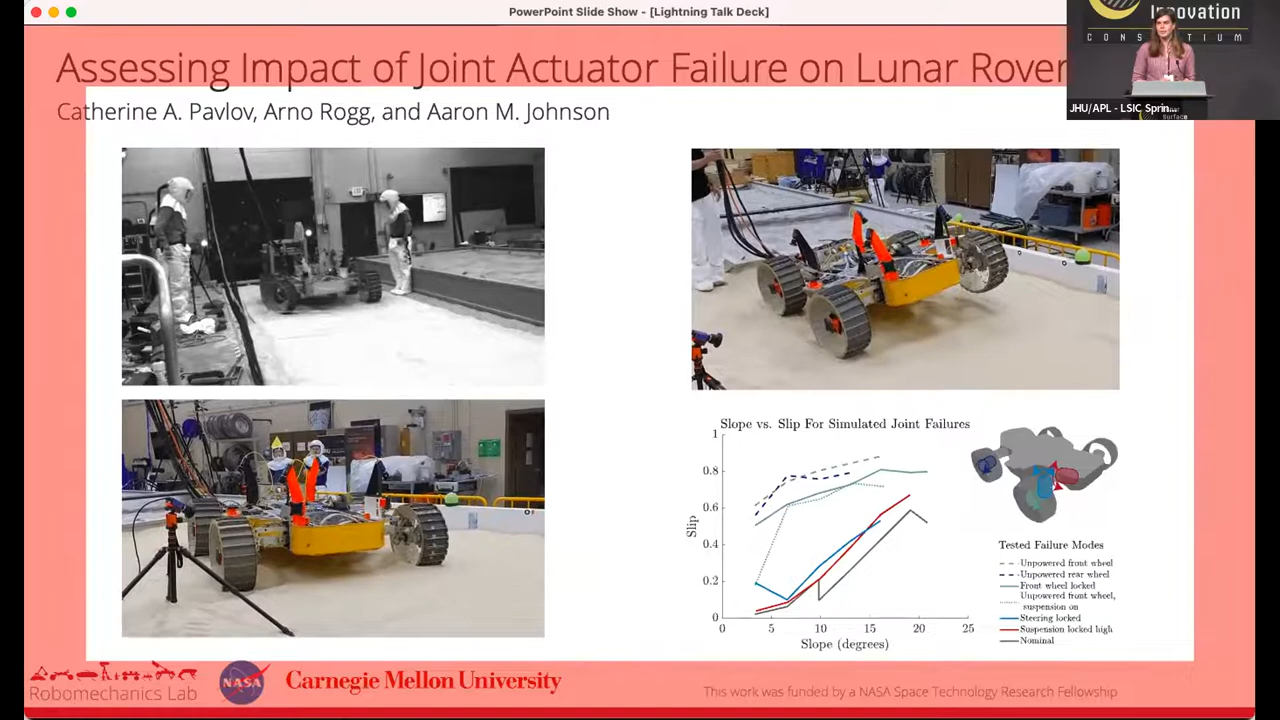 PowerPoint Slide Show - [Lightning Talk Deck]
Innovation
CONSORTIUM
JHU/APL - LSIC Sprin...
Surface
Assessing Impact of Joint Actuator Failure on Lunar Rover
Catherine A. Pavlov, Arno Rogg, and Aaron M. Johnson
Slope vs. Slip For Simulated Joint Failures
1
0.8
0.6
0.4
0.2
0
Slip
0 5 10 15 20 25
Slope (degrees)
Tested Failure Modes
Unpowered front wheel
Unpowered rear wheel
Front wheel locked
Unpowered front wheel,
suspension on
Steering locked
Suspension locked high
Nominal
Robomechanics Lab
NASA
Carnegie Mellon University
This work was funded by a NASA Space Technology Research Fellowship